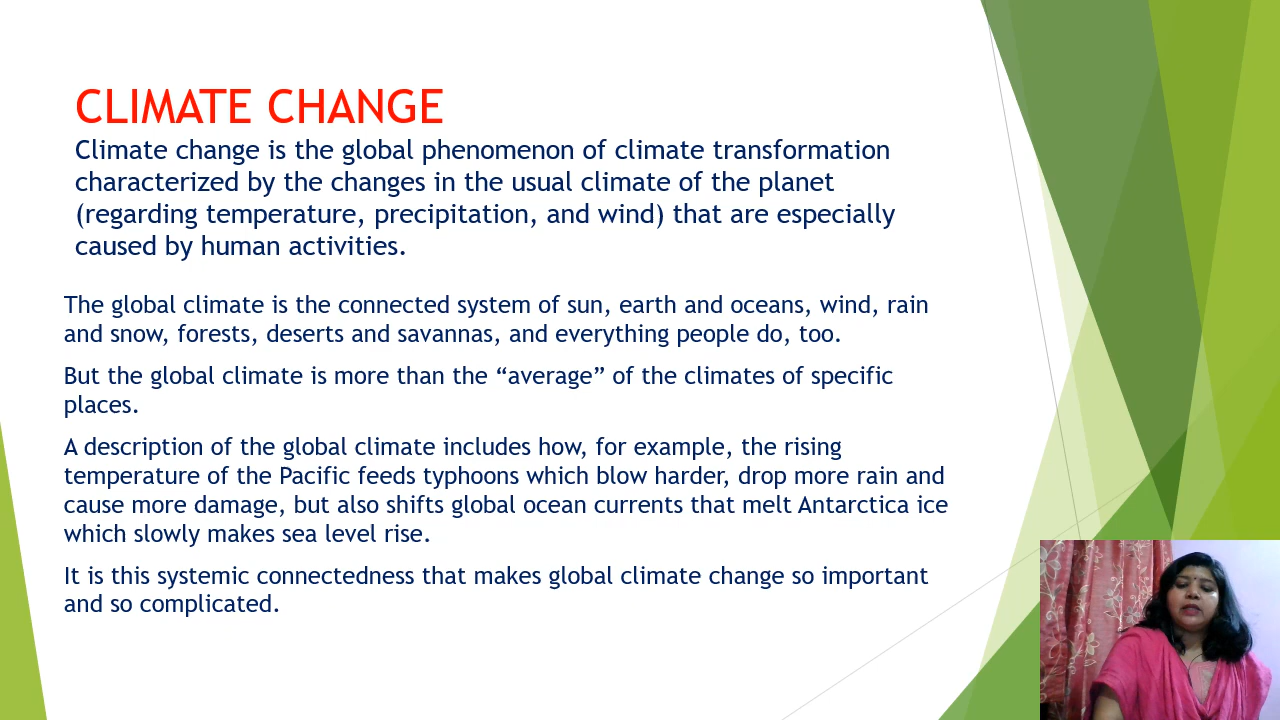 CLIMATE CHANGE
Climate change is the global phenomenon of climate transformation
characterized by the changes in the usual climate of the planet
(regarding temperature, precipitation, and wind) that are especially
caused by human activities.
The global climate is the connected system of sun, earth and oceans, wind, rain
and snow, forests, deserts and savannas, and everything people do, too.
But the global climate is more than the “average” of the climates of specific
places.
A description of the global climate includes how, for example, the rising
temperature of the Pacific feeds typhoons which blow harder, drop more rain and
cause more damage, but also shifts global ocean currents that melt Antarctica ice
which slowly makes sea level rise.
It is this systemic connectedness that makes global climate change so important
and so complicated.